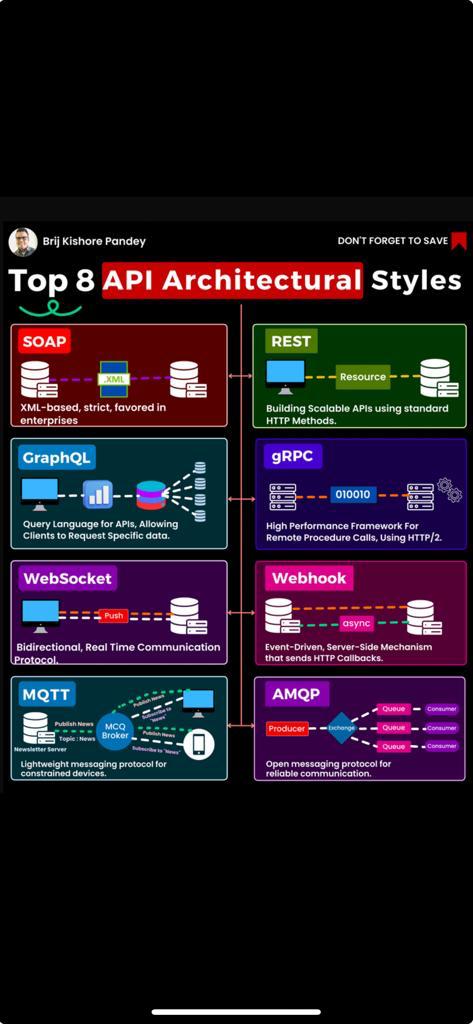 Brij Kishore Pandey
DON'T FORGET TO SAVE
Top 8 API Architectural Styles
SOAP
.XML
XML-based, strict, favored in
enterprises
REST
Resource
Building Scalable APIs using standard
HTTP Methods.
GraphQL
Query Language for APIs, Allowing
Clients to Request Specific data.
gRPC
010010
High Performance Framework For
Remote Procedure Calls, Using HTTP/2.
WebSocket
Push
Bidirectional, Real Time Communication
Protocol.
Webhook
async
Event-Driven, Server-Side Mechanism
that sends HTTP Callbacks.
MQTT
Publish News
Topic : News
Newsletter Server
MCQ
Broker
Publish News
Subscribe to
"News"
Publish News
Subscribe to "News"
Lightweight messaging protocol for
constrained devices.
AMQP
Producer
Exchange
Queue
Consumer
Queue
Consumer
Queue
Consumer
Open messaging protocol for
reliable communication.